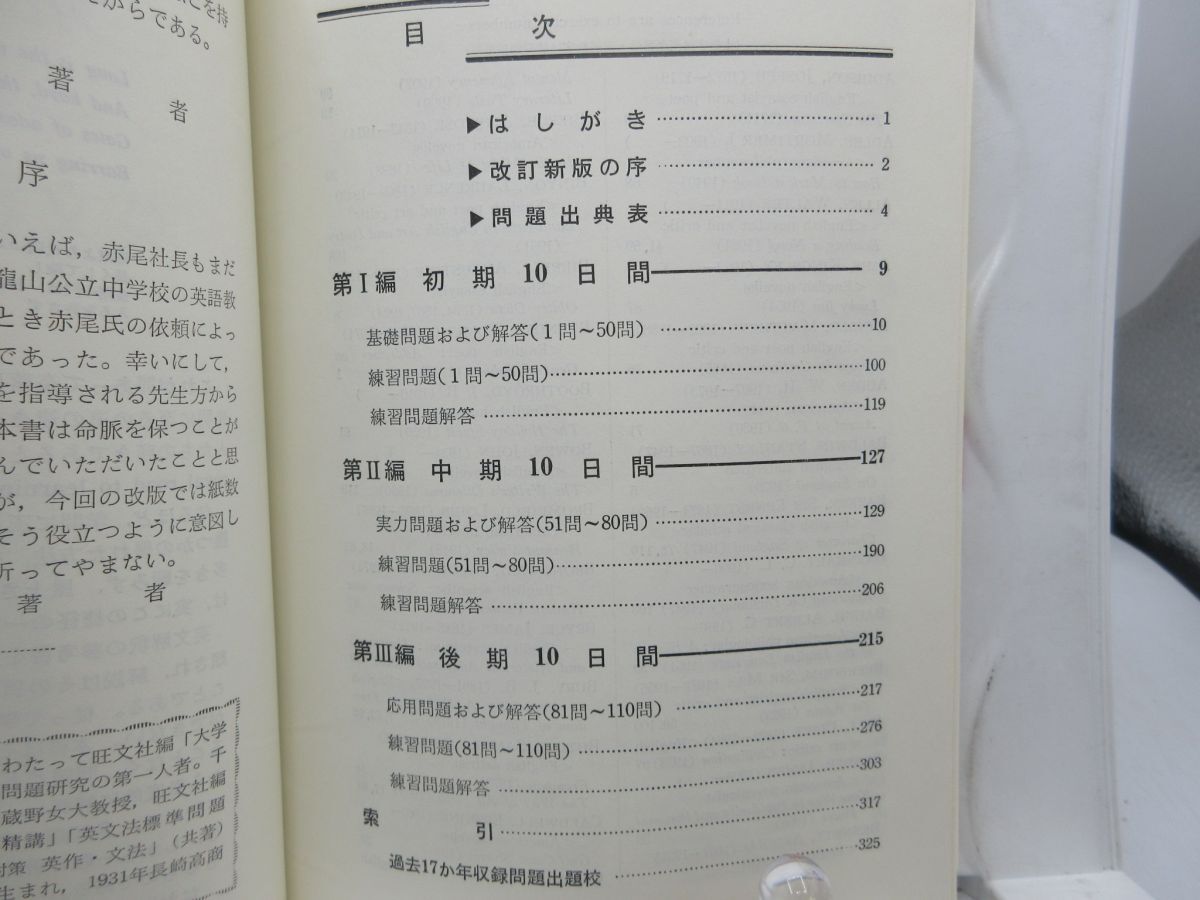 を持
からである。
著 者
序
いえば，赤尾社長もまだ
龍山公立中学校の英語教
とき赤尾氏の依頼によっ
であった。幸いにして，
を指導される先生方から
本書は命脈を保つことが
んでいただいたことと思
が，今回の改版では紙数
そう役立つように意図し
祈ってやまない。
著 者
わたって旺文社編「大学
問題研究の第一人者。千
蔵野女大教授，旺文社編
精講」「英文法標準問題
対策 英作・文法」（共著）
生まれ，1931年長崎高商
目 次
▶はしがき 1
▶改訂新版の序 2
▶問題出典表 4
第Ⅰ編 初期10日間 9
基礎問題および解答(1問～50問) 10
練習問題(1問～50問) 100
練習問題解答 119
第Ⅱ編 中期10日間 127
実力問題および解答(51問～80問) 129
練習問題(51問～80問) 190
練習問題解答 206
第Ⅲ編 後期10日間 215
応用問題および解答(81問～110問) 217
練習問題(81問～110問) 276
練習問題解答 303
索引 317
過去17か年収録問題出題校 325